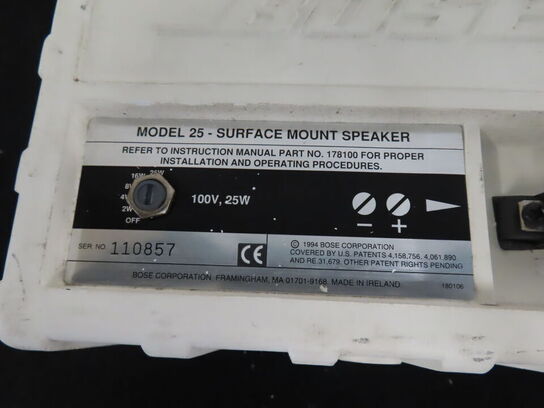 MODEL 25 - SURFACE MOUNT SPEAKER
REFER TO INSTRUCTION MANUAL PART NO. 178100 FOR PROPER
INSTALLATION AND OPERATING PROCEDURES.
16W 25W
8W
4W
2W
OFF
100V, 25W
− +
SER. NO. 110857
CE
© 1994 BOSE CORPORATION
COVERED BY U.S. PATENTS 4,158,756, 4,061,890
AND RE.31,679. OTHER PATENT RIGHTS PENDING
BOSE CORPORATION, FRAMINGHAM, MA 01701-9168. MADE IN IRELAND
180106